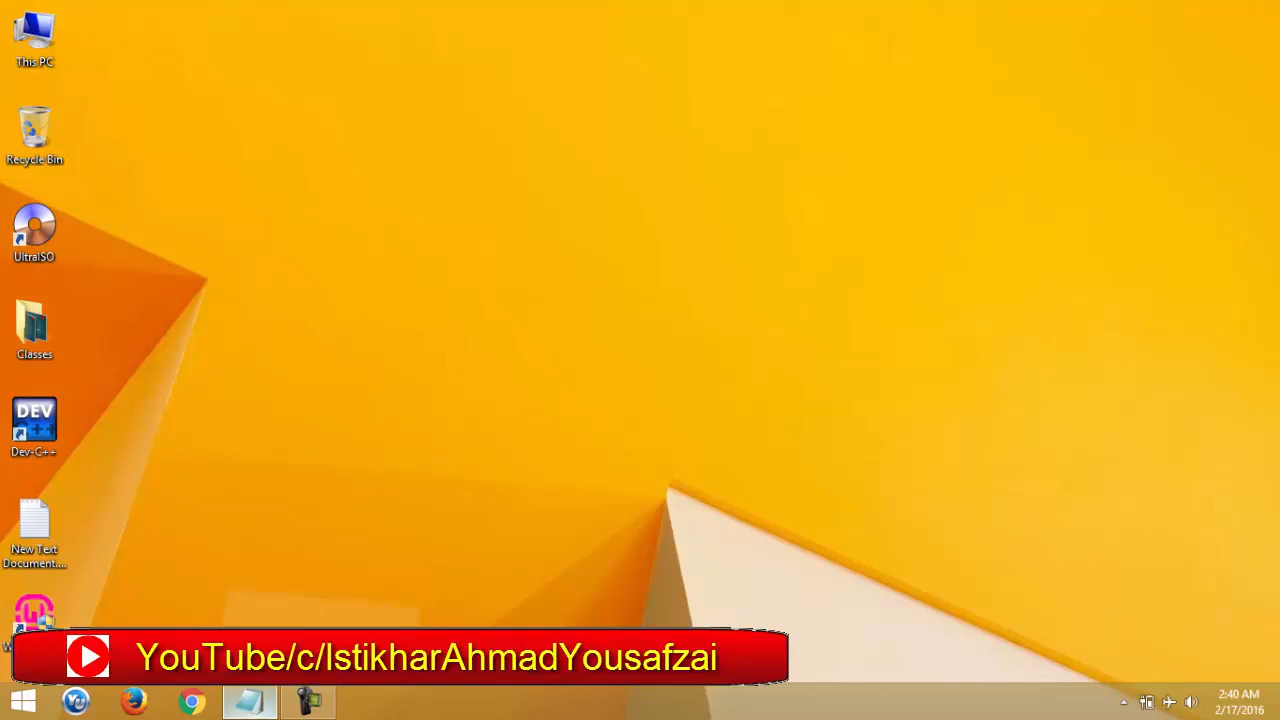 This PC
Recycle Bin
UltraISO
Classes
DEV
C++
Dev-C++
New Text
Document....
YouTube/c/IstikharAhmadYousafzai
2:40 AM
2/17/2016